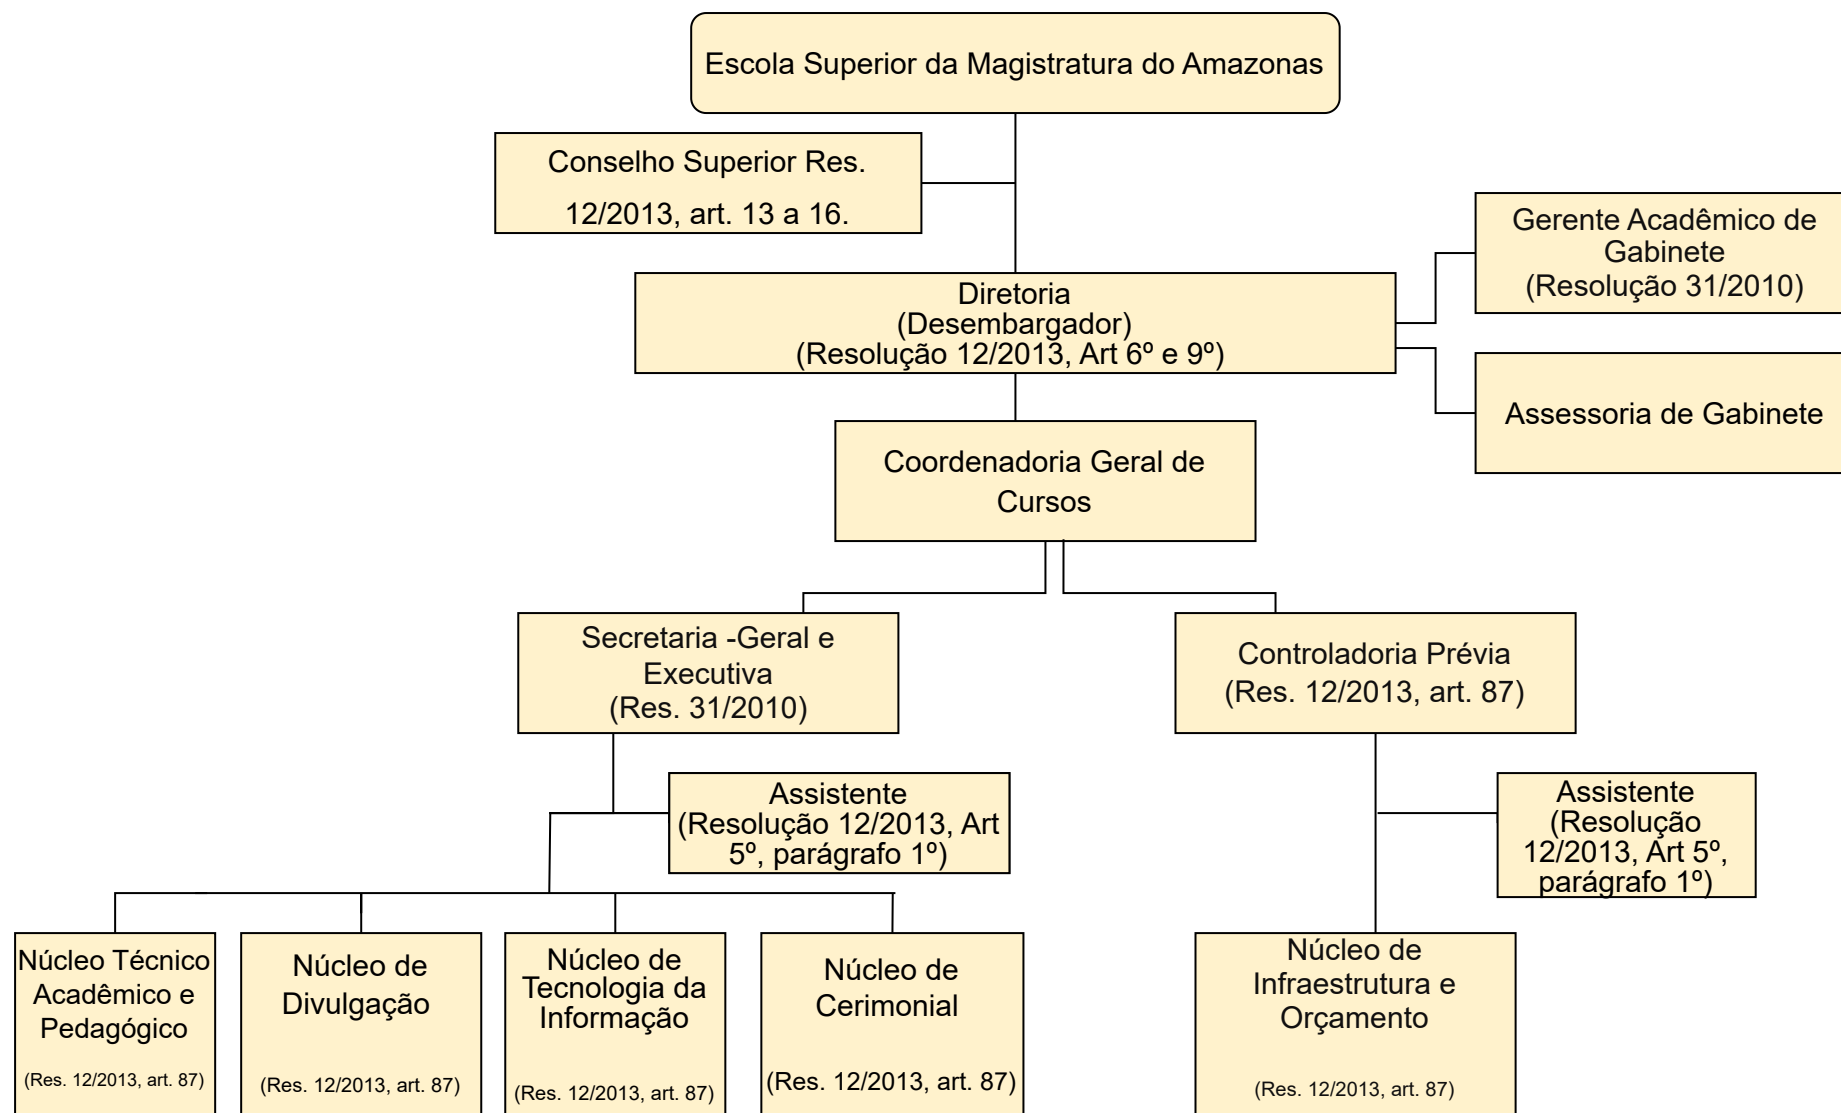 Escola Superior da Magistratura do Amazonas
Conselho Superior Res.
12/2013, art. 13 a 16.
Gerente Acadêmico de
Gabinete
(Resolução 31/2010)
Diretoria
(Desembargador)
(Resolução 12/2013, Art 6º e 9º)
Assessoria de Gabinete
Coordenadoria Geral de
Cursos
Secretaria -Geral e
Executiva
(Res. 31/2010)
Controladoria Prévia
(Res. 12/2013, art. 87)
Assistente
(Resolução 12/2013, Art
5º, parágrafo 1º)
Assistente
(Resolução
12/2013, Art 5º,
parágrafo 1º)
Núcleo Técnico
Acadêmico e
Pedagógico
(Res. 12/2013, art. 87)
Núcleo de
Divulgação
(Res. 12/2013, art. 87)
Núcleo de
Tecnologia da
Informação
(Res. 12/2013, art. 87)
Núcleo de
Cerimonial
(Res. 12/2013, art. 87)
Núcleo de
Infraestrutura e
Orçamento
(Res. 12/2013, art. 87)